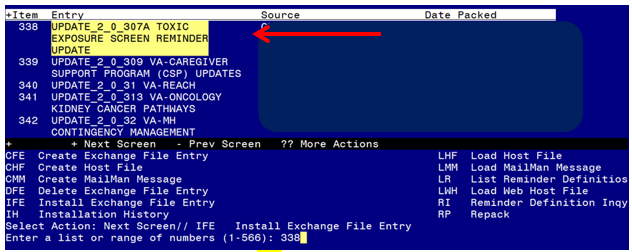 +Item  Entry  Source  Date Packed
338  UPDATE_2_0_307A TOXIC
EXPOSURE SCREEN REMINDER
UPDATE
339  UPDATE_2_0_309 VA-CAREGIVER
SUPPORT PROGRAM (CSP) UPDATES
340  UPDATE_2_0_31 VA-REACH
341  UPDATE_2_0_313 VA-ONCOLOGY
KIDNEY CANCER PATHWAYS
342  UPDATE_2_0_32 VA-MH
CONTINGENCY MANAGEMENT
+  + Next Screen  - Prev Screen  ?? More Actions
CFE  Create Exchange File Entry  LHF  Load Host File
CHF  Create Host File  LMM  Load MailMan Message
CMM  Create MailMan Message  LR  List Reminder Definitios
DFE  Delete Exchange File Entry  LWH  Load Web Host File
IFE  Install Exchange File Entry  RI  Reminder Definition Inqy
IH  Installation History  RP  Repack
Select Action: Next Screen// IFE  Install Exchange File Entry
Enter a list or range of numbers (1-566): 338